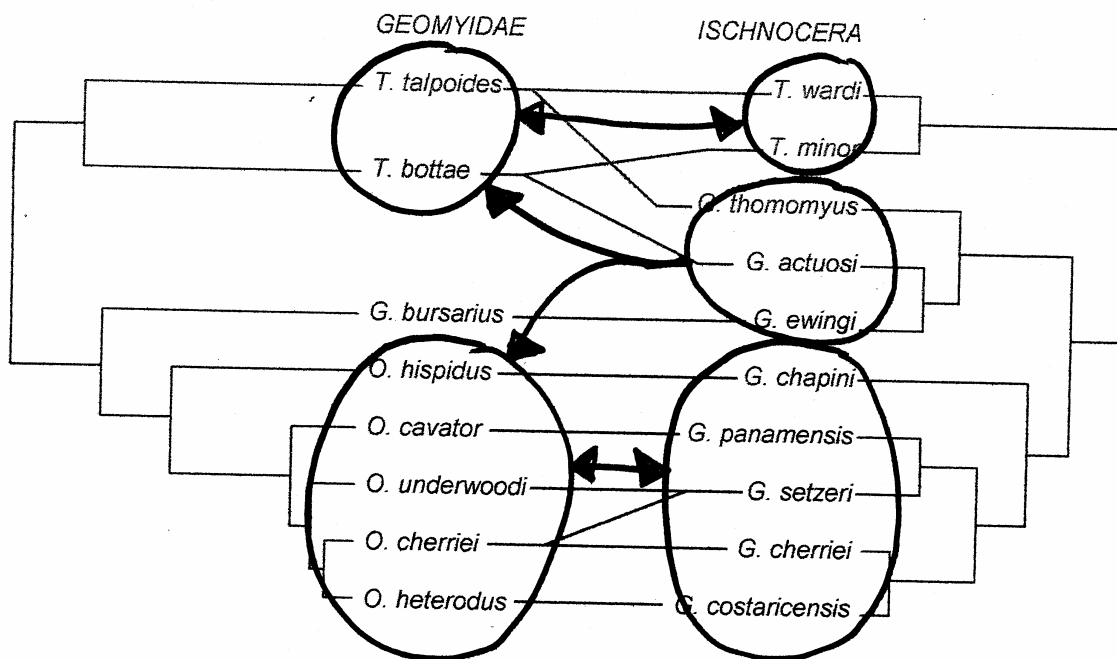 GEOMYIDAE ISCHNOCERA
T. talpoides T. wardi
T. minor
T. bottae
G. thomomyus
G. actuosi
G. bursarius G. ewingi
O. hispidus G. chapini
O. cavator G. panamensis
O. underwoodi G. setzeri
O. cherriei G. cherriei
O. heterodus G. costaricensis